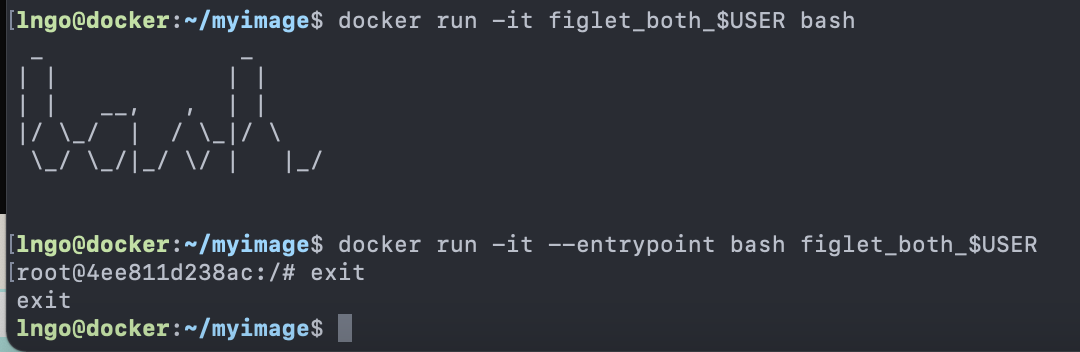 [lngo@docker:~/myimage$ docker run -it figlet_both_$USER bash
 _              _
| |            | |
| |   __,   ,  | |
|/ \_/  |  / \_|/ \
 \_/ \_/|_/ \/ |   |_/
[lngo@docker:~/myimage$ docker run -it --entrypoint bash figlet_both_$USER
[root@4ee811d238ac:/# exit
exit
lngo@docker:~/myimage$